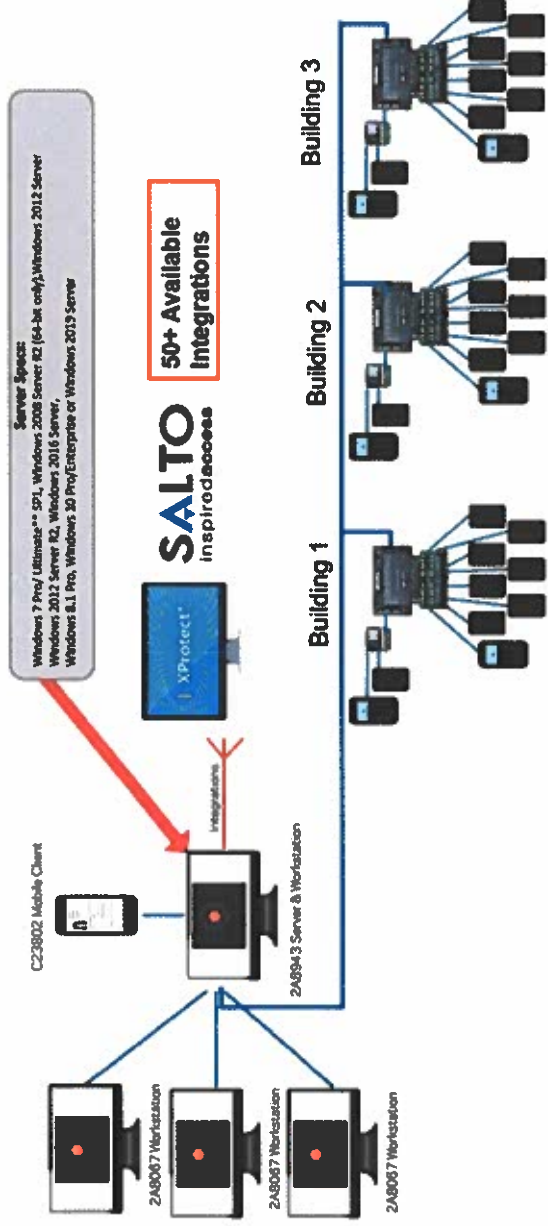 Server Specs:
Windows 7 Pro/ Ultimate** SP1, Windows 2008 Server R2 (64-bit only),Windows 2012 Server
Windows 2012 Server R2, Windows 2016 Server,
Windows 8.1 Pro, Windows 10 Pro/Enterprise or Windows 2019 Server
C23802 Mobile Client
Integrations
XProtect®
SALTO
inspiredaccess
50+ Available
Integrations
2A8943 Server & Workstation
2A8067 Workstation
2A8067 Workstation
2A8067 Workstation
Building 1
Building 2
Building 3